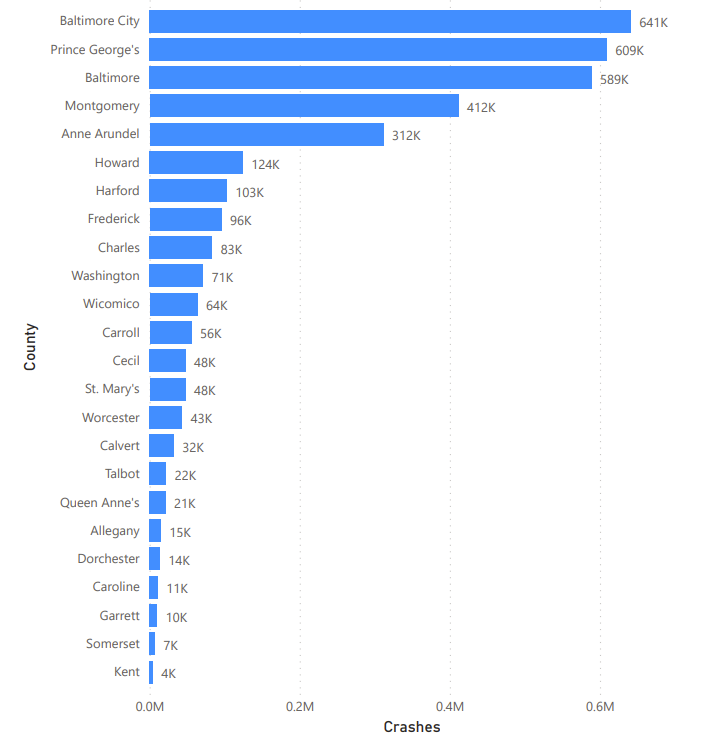 Baltimore City 641K
Prince George's 609K
Baltimore 589K
Montgomery 412K
Anne Arundel 312K
Howard 124K
Harford 103K
Frederick 96K
Charles 83K
Washington 71K
Wicomico 64K
Carroll 56K
Cecil 48K
St. Mary's 48K
Worcester 43K
Calvert 32K
Talbot 22K
Queen Anne's 21K
Allegany 15K
Dorchester 14K
Caroline 11K
Garrett 10K
Somerset 7K
Kent 4K
County
0.0M 0.2M 0.4M 0.6M
Crashes